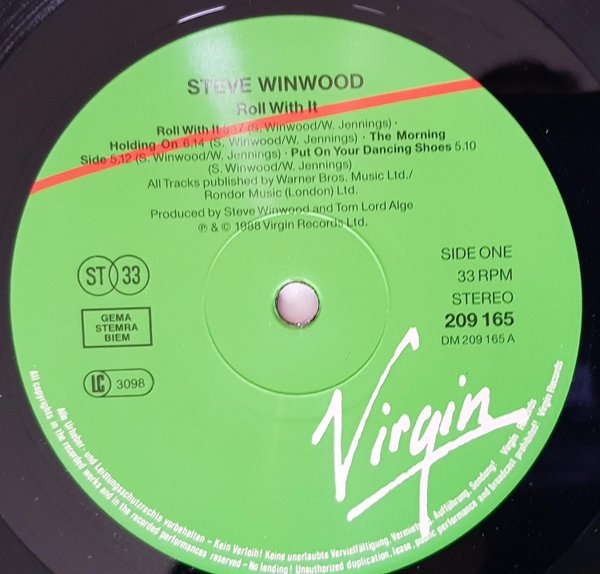 STEVE WINWOOD
Roll With It
Roll With It 5.17 (S. Winwood/W. Jennings) ·
Holding On 6.14 (S. Winwood/W. Jennings) · The Morning
Side 5.12 (S. Winwood/W. Jennings) · Put On Your Dancing Shoes 5.10
(S. Winwood/W. Jennings)
All Tracks published by Warner Bros. Music Ltd./
Rondor Music (London) Ltd.
Produced by Steve Winwood and Tom Lord Alge
℗ & © 1988 Virgin Records Ltd.
ST 33
GEMA
STEMRA
BIEM
LC 3098
SIDE ONE
33 RPM
STEREO
209 165
DM 209 165 A
Virgin
Alle Urheber- und Leistungsschutzrechte vorbehalten – Kein Verleih! Keine unerlaubte Vervielfältigung, Vermietung, Aufführung, Sendung! Virgin Records
All copyrights in the recorded works and in the recorded performances reserved – No lending! Unauthorized duplication, lease, public performance and broadcast prohibited! Virgin Records